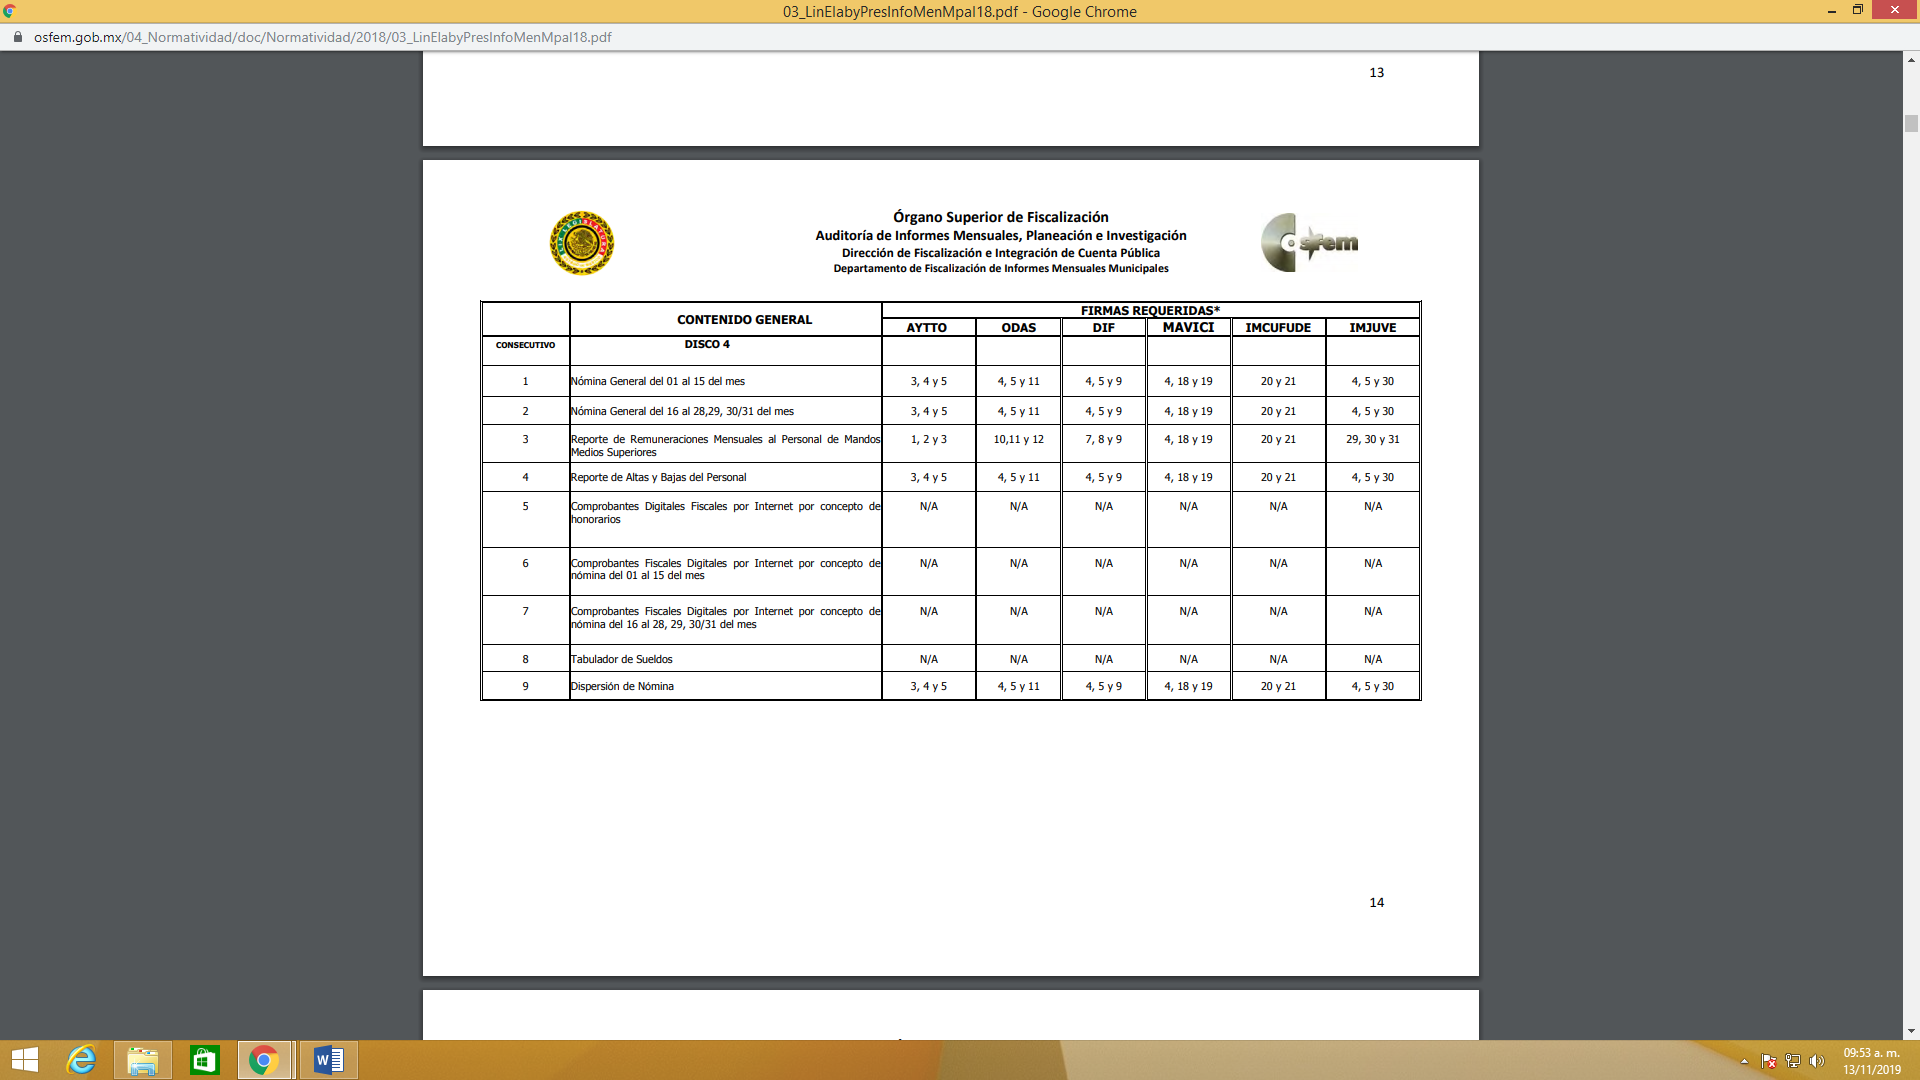 03_LinElabyPresInfoMenMpal18.pdf - Google Chrome
osfem.gob.mx/04_Normatividad/doc/Normatividad/2018/03_LinElabyPresInfoMenMpal18.pdf
13
Órgano Superior de Fiscalización
Auditoría de Informes Mensuales, Planeación e Investigación
Dirección de Fiscalización e Integración de Cuenta Pública
Departamento de Fiscalización de Informes Mensuales Municipales
osfem
CONTENIDO GENERAL FIRMAS REQUERIDAS*
AYTTO ODAS DIF MAVICI IMCUFUDE IMJUVE
CONSECUTIVO DISCO 4
1 Nómina General del 01 al 15 del mes 3, 4 y 5 4, 5 y 11 4, 5 y 9 4, 18 y 19 20 y 21 4, 5 y 30
2 Nómina General del 16 al 28,29, 30/31 del mes 3, 4 y 5 4, 5 y 11 4, 5 y 9 4, 18 y 19 20 y 21 4, 5 y 30
3 Reporte de Remuneraciones Mensuales al Personal de Mandos 1, 2 y 3 10,11 y 12 7, 8 y 9 4, 18 y 19 20 y 21 29, 30 y 31
Medios Superiores
4 Reporte de Altas y Bajas del Personal 3, 4 y 5 4, 5 y 11 4, 5 y 9 4, 18 y 19 20 y 21 4, 5 y 30
5 Comprobantes Digitales Fiscales por Internet por concepto de N/A N/A N/A N/A N/A N/A
honorarios
6 Comprobantes Fiscales Digitales por Internet por concepto de N/A N/A N/A N/A N/A N/A
nómina del 01 al 15 del mes
7 Comprobantes Fiscales Digitales por Internet por concepto de N/A N/A N/A N/A N/A N/A
nómina del 16 al 28, 29, 30/31 del mes
8 Tabulador de Sueldos N/A N/A N/A N/A N/A N/A
9 Dispersión de Nómina 3, 4 y 5 4, 5 y 11 4, 5 y 9 4, 18 y 19 20 y 21 4, 5 y 30
14
09:53 a. m.
13/11/2019